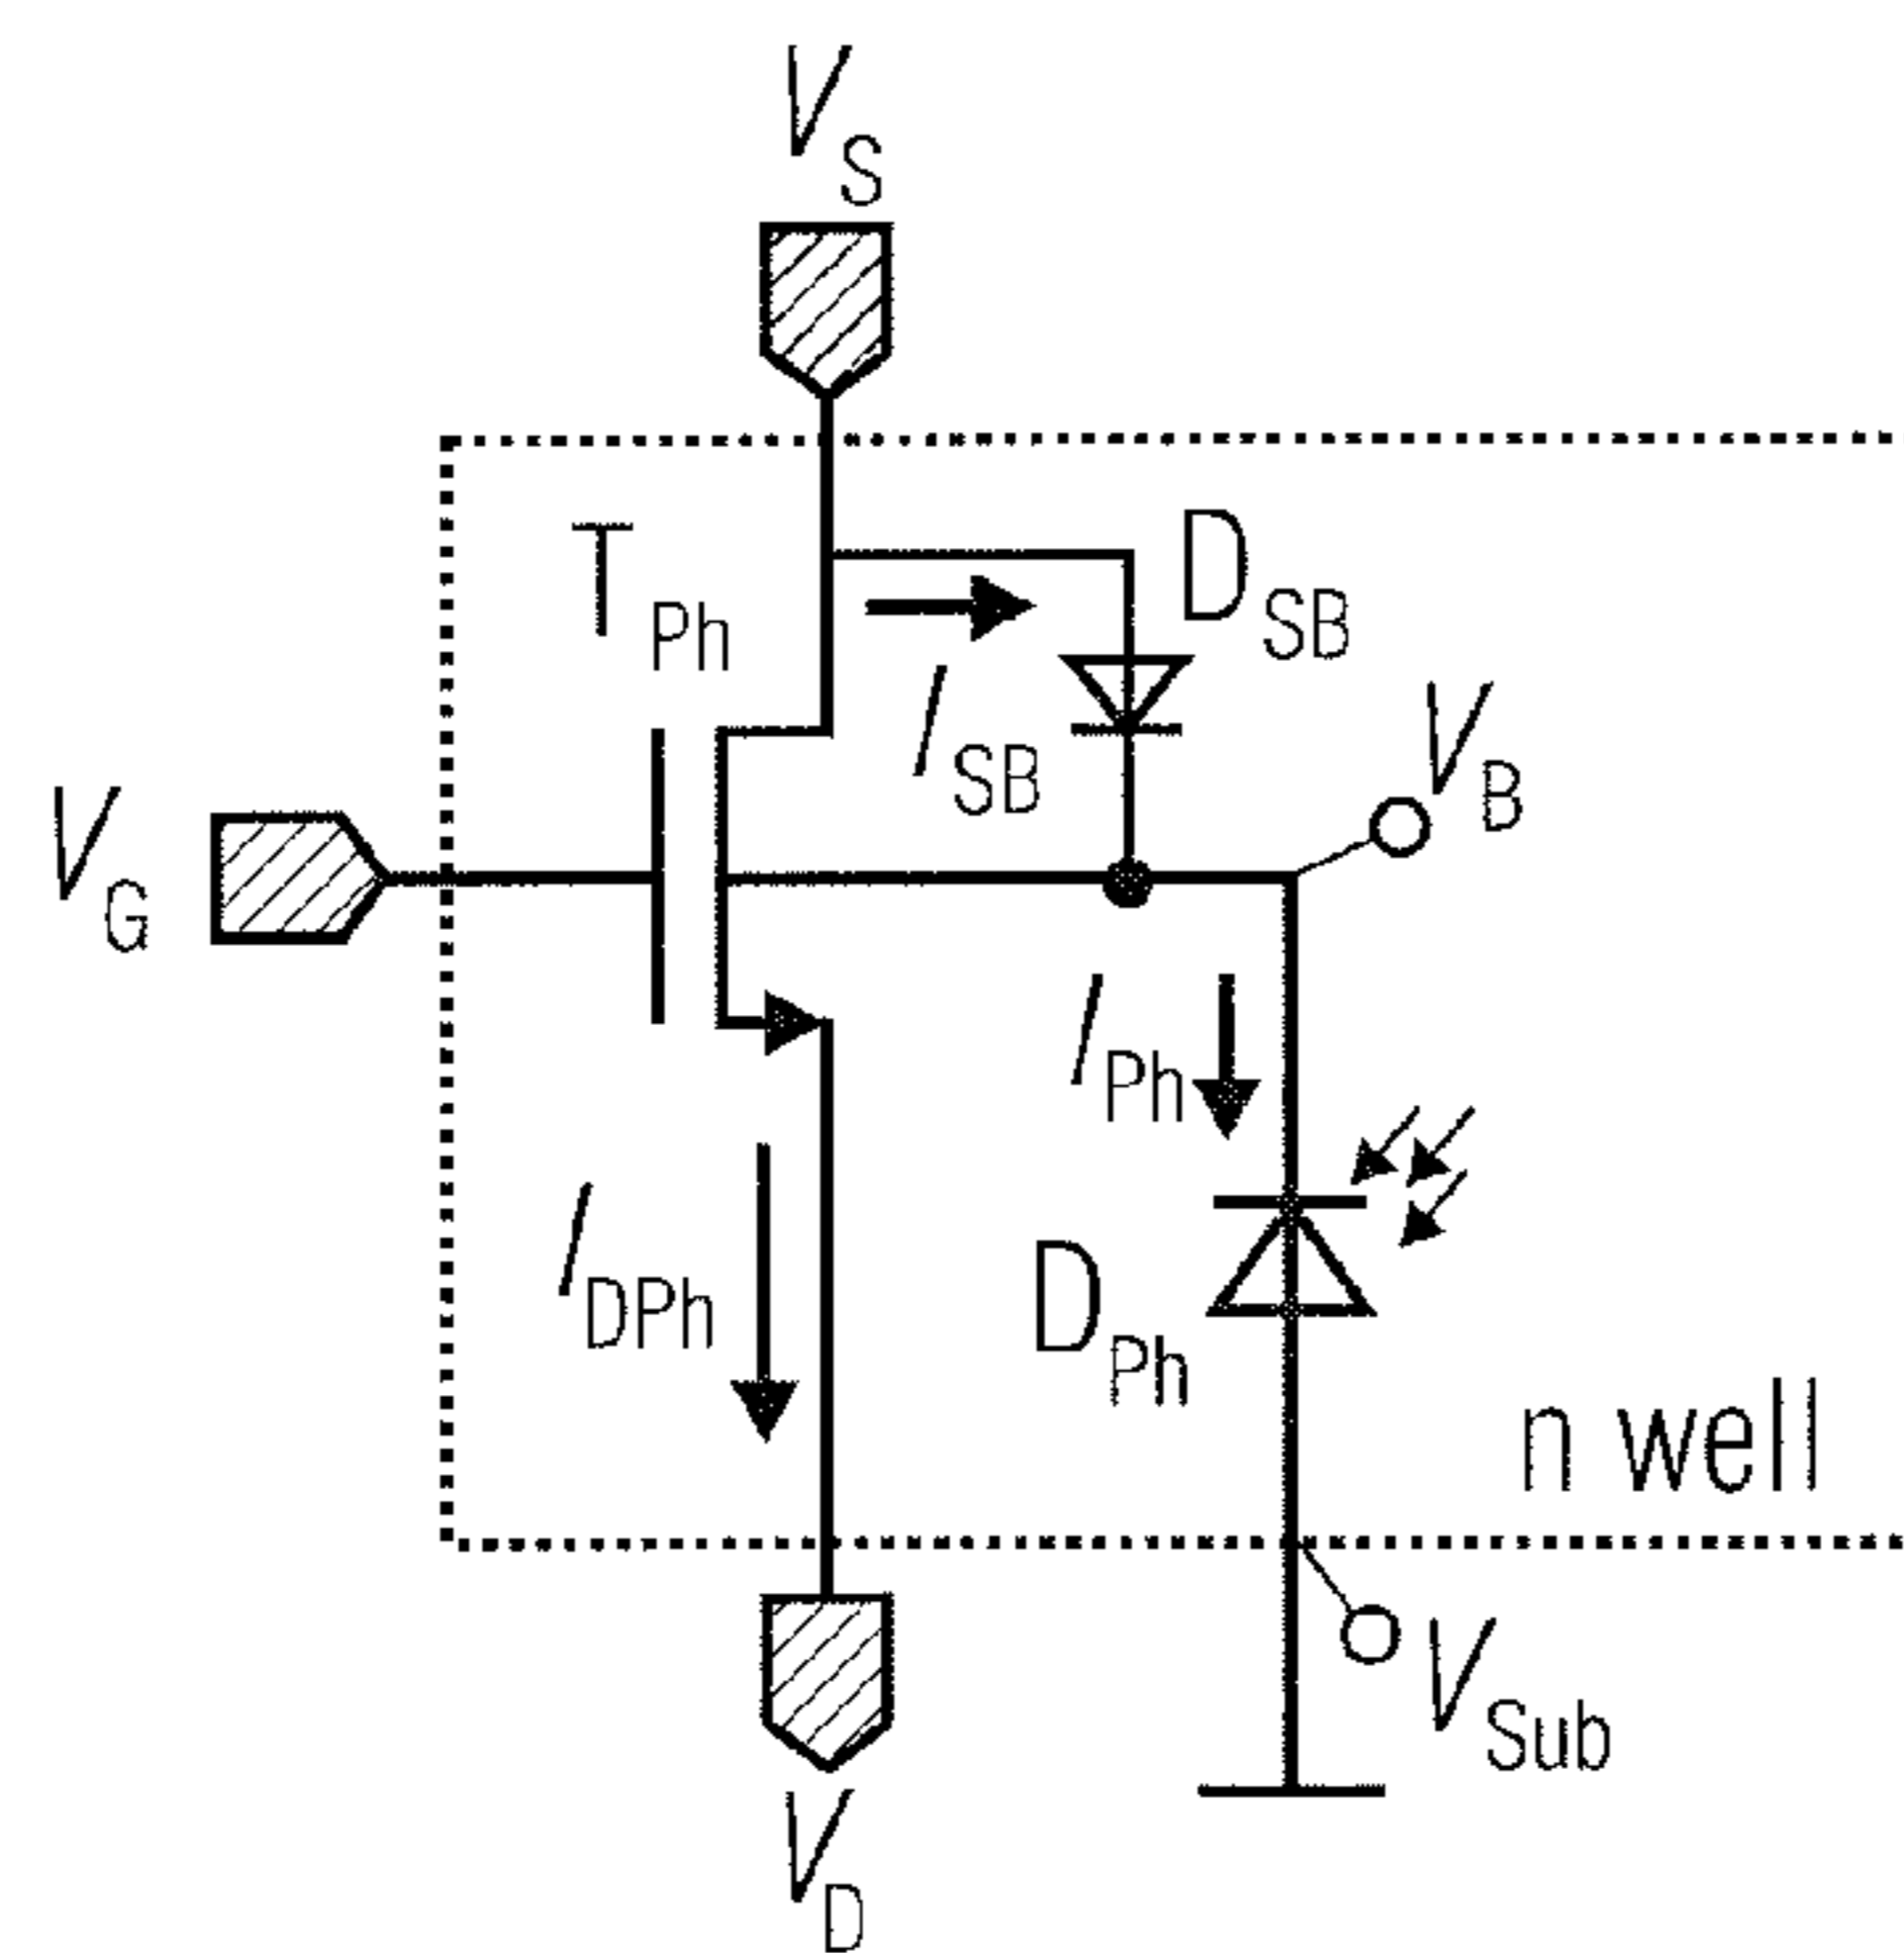 V_S
T_Ph
D_SB
I_SB
V_B
V_G
I_Ph
I_DPh
D_Ph
n well
V_Sub
V_D